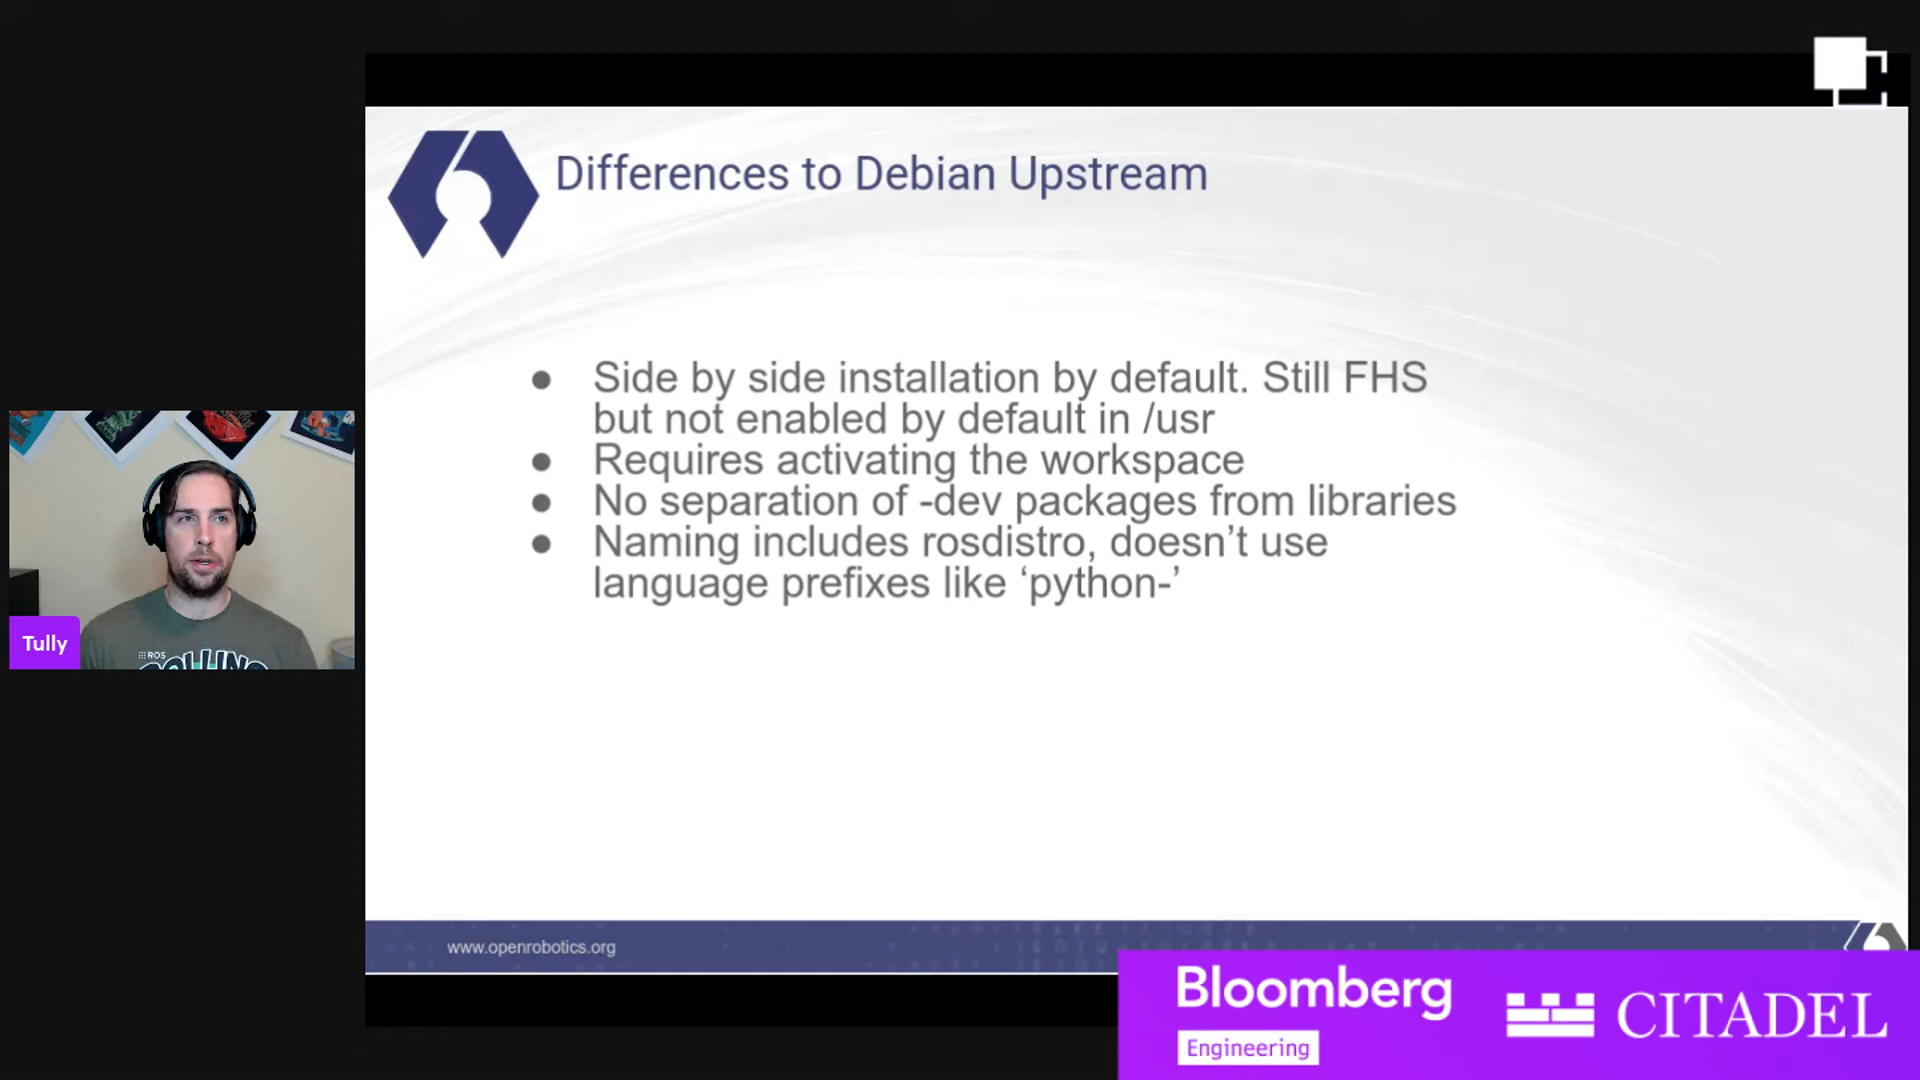 Differences to Debian Upstream
● Side by side installation by default. Still FHS
but not enabled by default in /usr
● Requires activating the workspace
● No separation of -dev packages from libraries
● Naming includes rosdistro, doesn’t use
language prefixes like ‘python-’
Tully
ROS
www.openrobotics.org
Bloomberg
Engineering
CITADEL